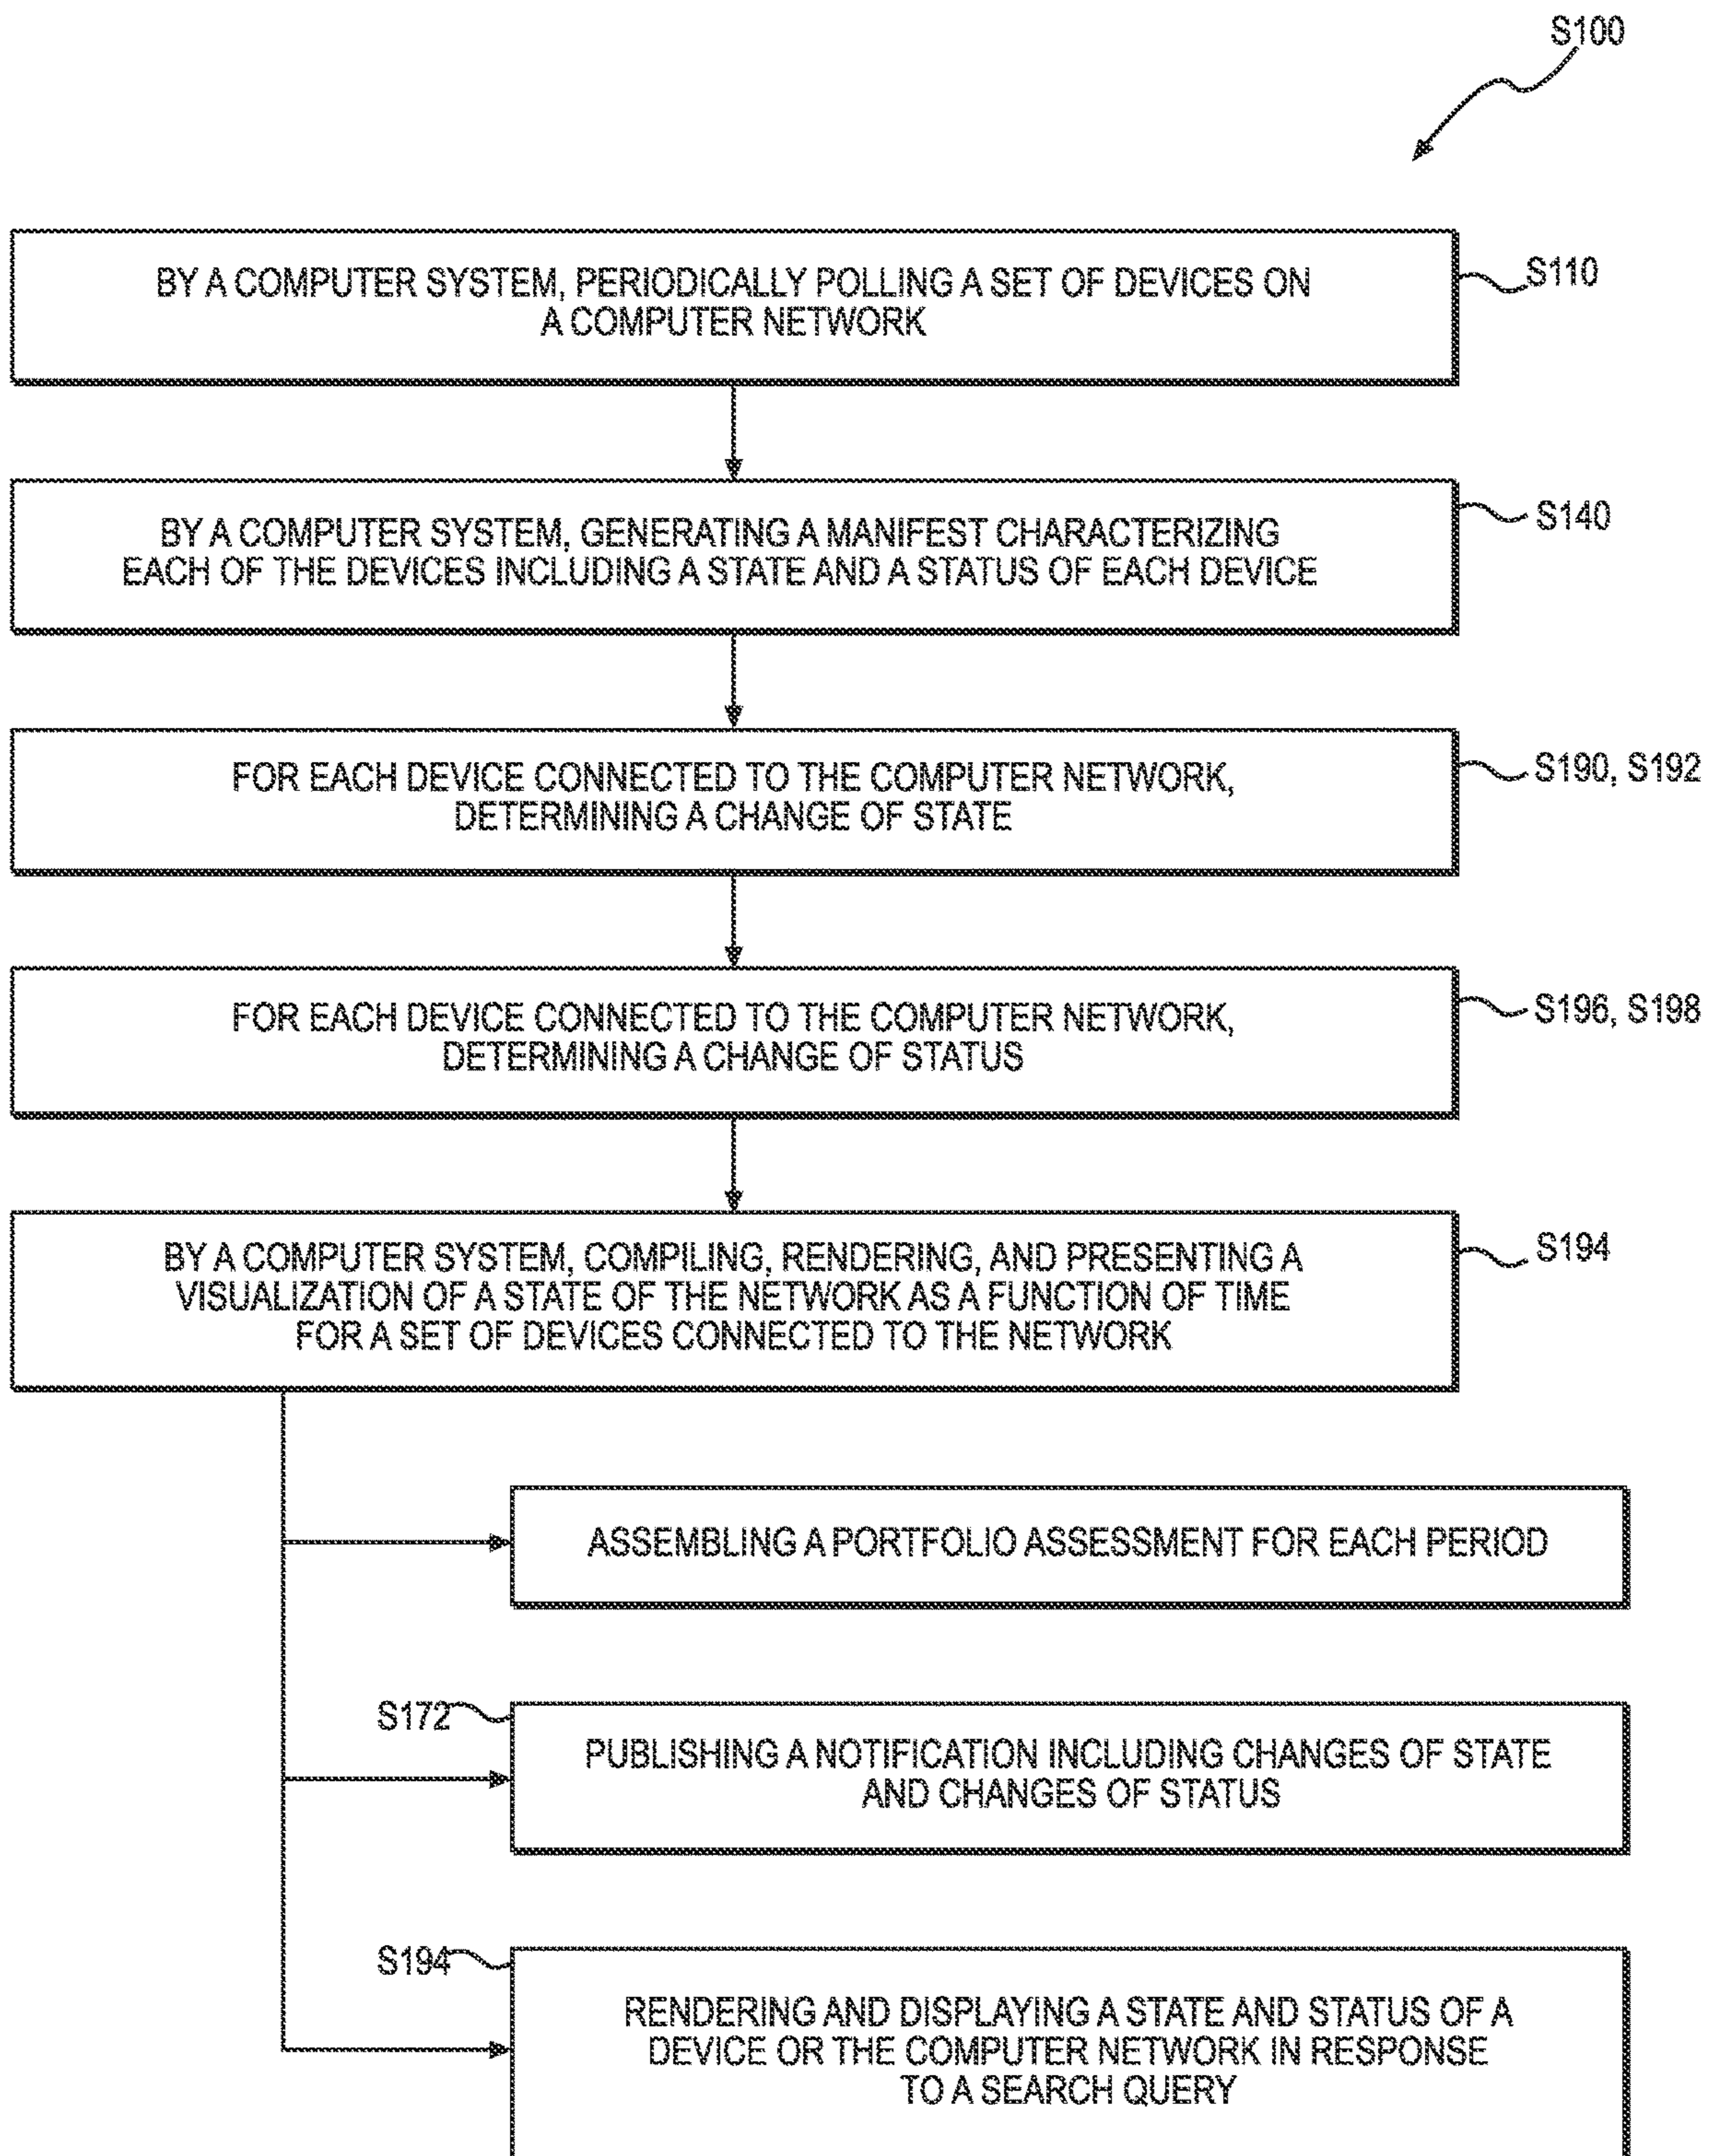 S100
BY A COMPUTER SYSTEM, PERIODICALLY POLLING A SET OF DEVICES ON
A COMPUTER NETWORK
S110
BY A COMPUTER SYSTEM, GENERATING A MANIFEST CHARACTERIZING
EACH OF THE DEVICES INCLUDING A STATE AND A STATUS OF EACH DEVICE
S140
FOR EACH DEVICE CONNECTED TO THE COMPUTER NETWORK,
DETERMINING A CHANGE OF STATE
S190, S192
FOR EACH DEVICE CONNECTED TO THE COMPUTER NETWORK,
DETERMINING A CHANGE OF STATUS
S196, S198
BY A COMPUTER SYSTEM, COMPILING, RENDERING, AND PRESENTING A
VISUALIZATION OF A STATE OF THE NETWORK AS A FUNCTION OF TIME
FOR A SET OF DEVICES CONNECTED TO THE NETWORK
S194
ASSEMBLING A PORTFOLIO ASSESSMENT FOR EACH PERIOD
S172
PUBLISHING A NOTIFICATION INCLUDING CHANGES OF STATE
AND CHANGES OF STATUS
S194
RENDERING AND DISPLAYING A STATE AND STATUS OF A
DEVICE OR THE COMPUTER NETWORK IN RESPONSE
TO A SEARCH QUERY